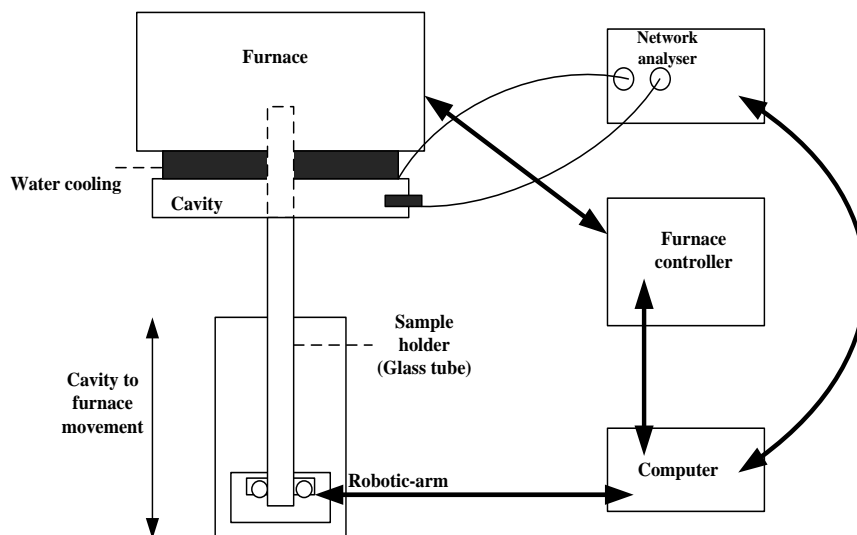 Furnace
Network
analyser
Water cooling
Cavity
Furnace
controller
Sample
holder
(Glass tube)
Cavity to
furnace
movement
Robotic-arm
Computer